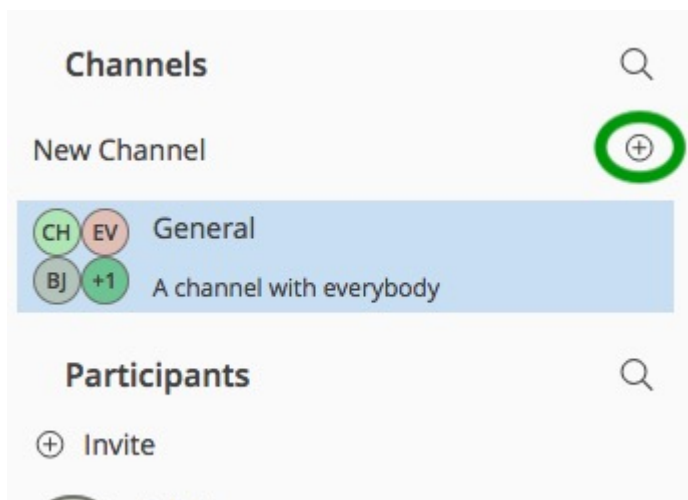 Channels
New Channel
CH EV General
BJ +1 A channel with everybody
Participants
Invite